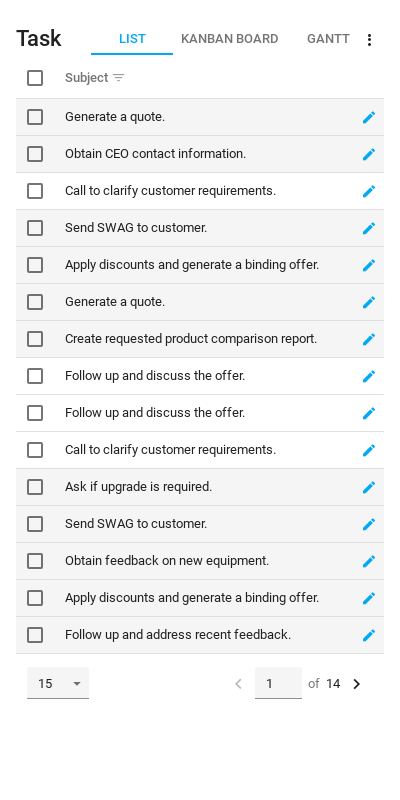 Task
LIST KANBAN BOARD GANTT
Subject
Generate a quote.
Obtain CEO contact information.
Call to clarify customer requirements.
Send SWAG to customer.
Apply discounts and generate a binding offer.
Generate a quote.
Create requested product comparison report.
Follow up and discuss the offer.
Follow up and discuss the offer.
Call to clarify customer requirements.
Ask if upgrade is required.
Send SWAG to customer.
Obtain feedback on new equipment.
Apply discounts and generate a binding offer.
Follow up and address recent feedback.
15 1 of 14